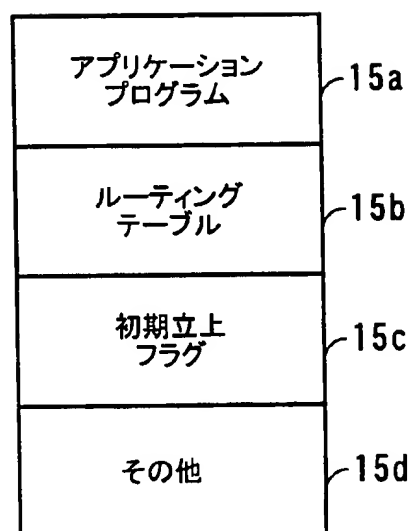 アプリケーション
プログラム
15a
ルーティング
テーブル
15b
初期立上
フラグ
15c
その他
15d